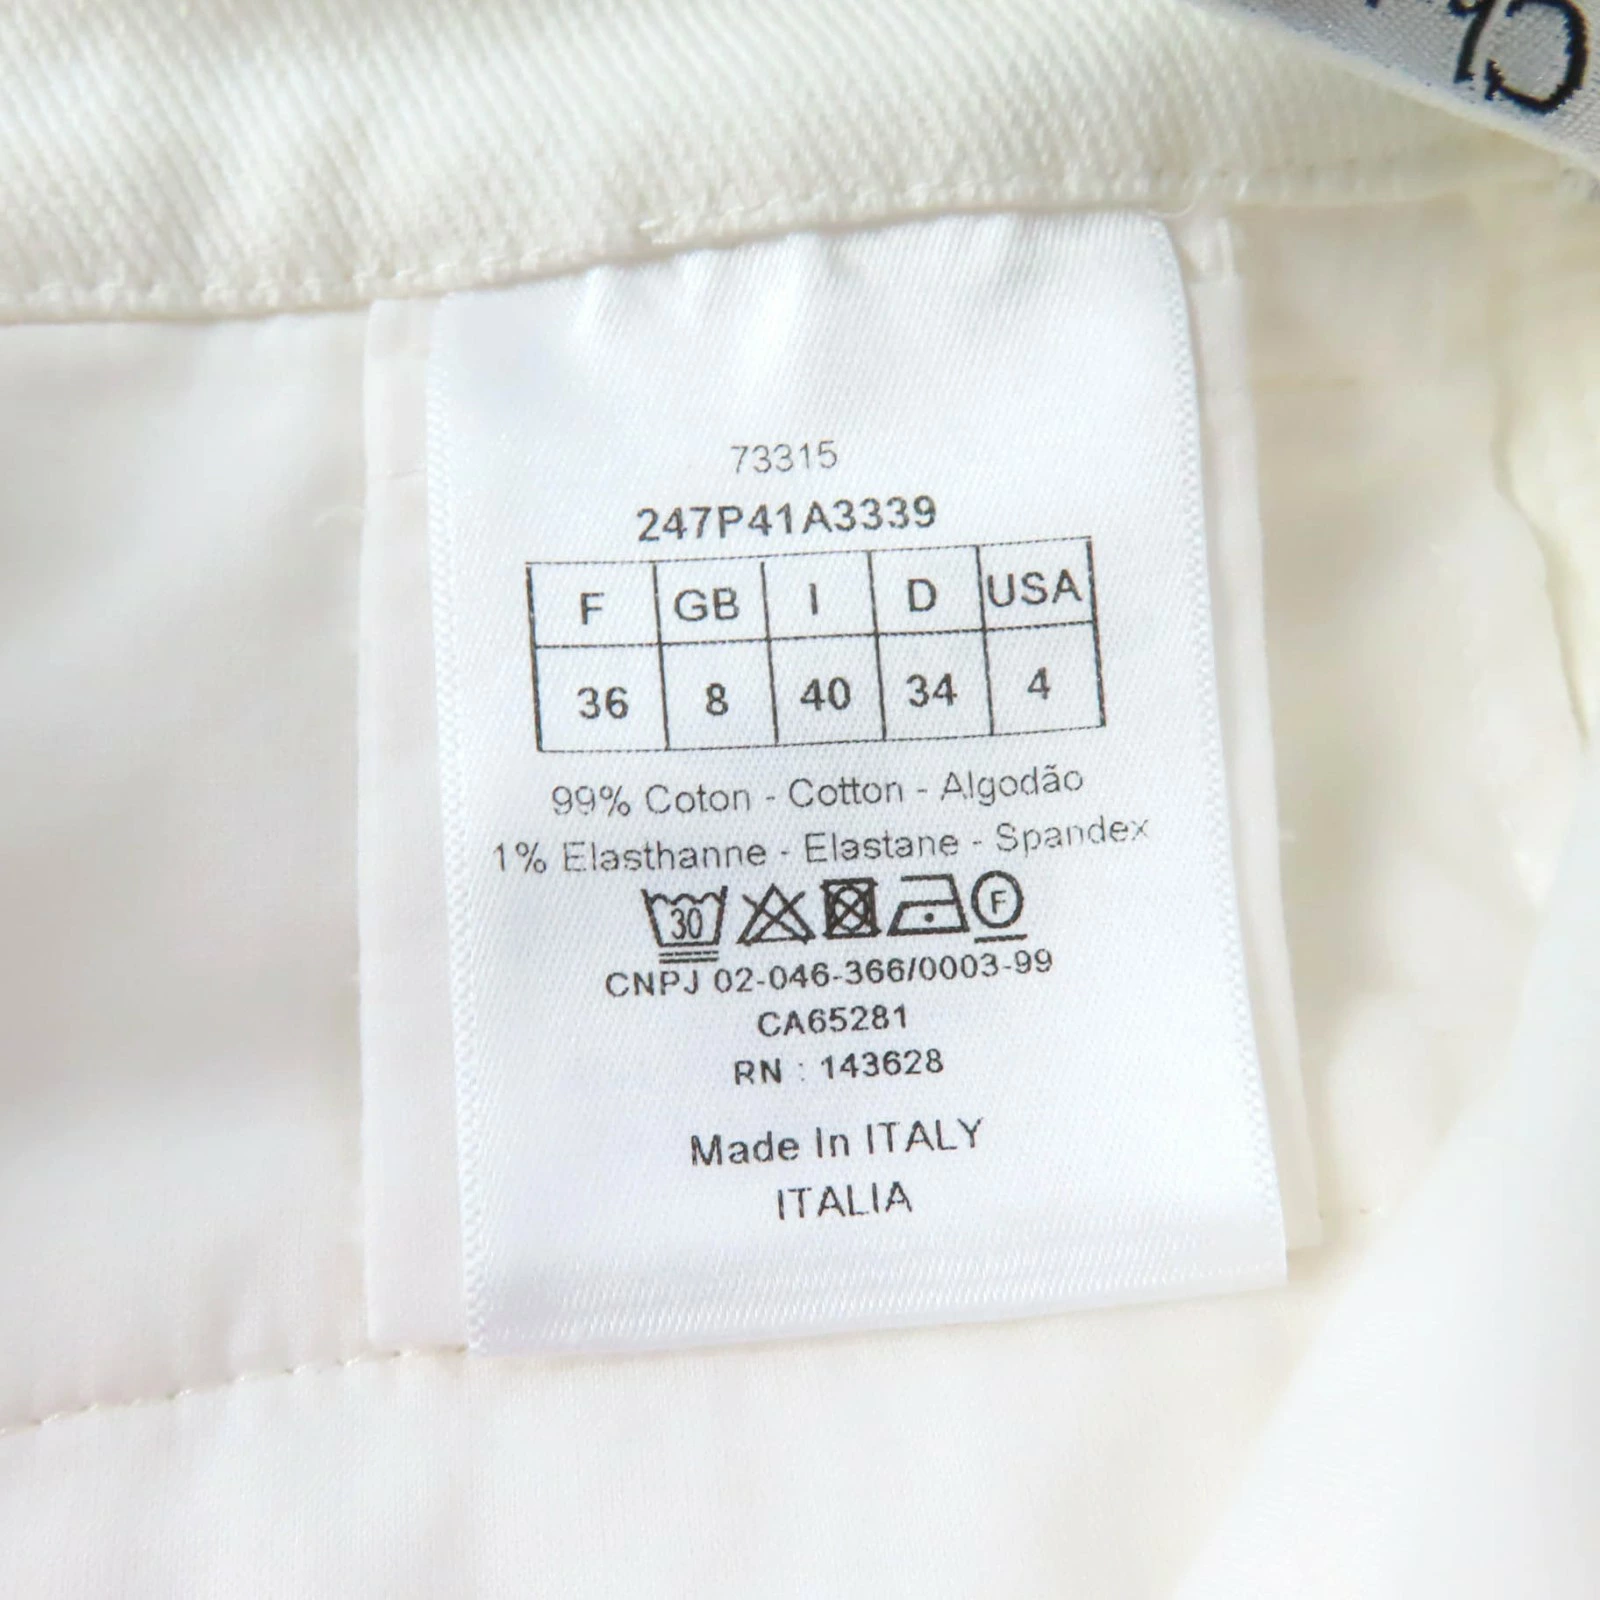 73315
247P41A3339
F GB I D USA
36 8 40 34 4
99% Coton - Cotton - Algodão
1% Elasthanne - Elastane - Spandex
30 F
CNPJ 02-046-366/0003-99
CA65281
RN : 143628
Made In ITALY
ITALIA